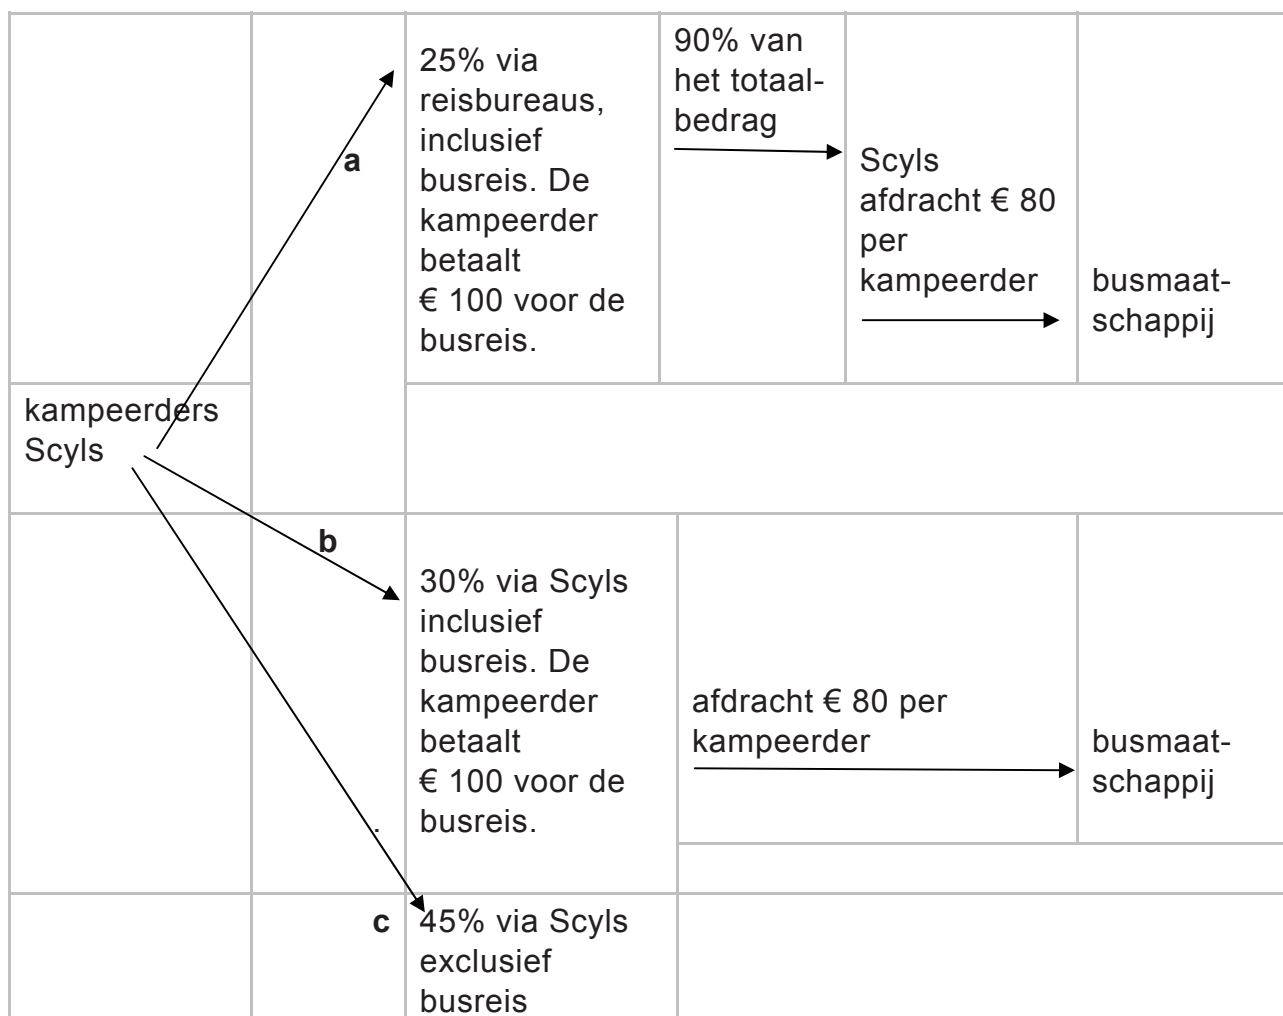 25% via
reisbureaus,
inclusief
busreis. De
kampeerder
betaalt
€ 100 voor de
busreis.
90% van
het totaal-
bedrag
Scyls
afdracht € 80
per
kampeerder
busmaat-
schappij
a
kampeerders
Scyls
b
30% via Scyls
inclusief
busreis. De
kampeerder
betaalt
€ 100 voor de
busreis.
afdracht € 80 per
kampeerder
busmaat-
schappij
c
45% via Scyls
exclusief
busreis